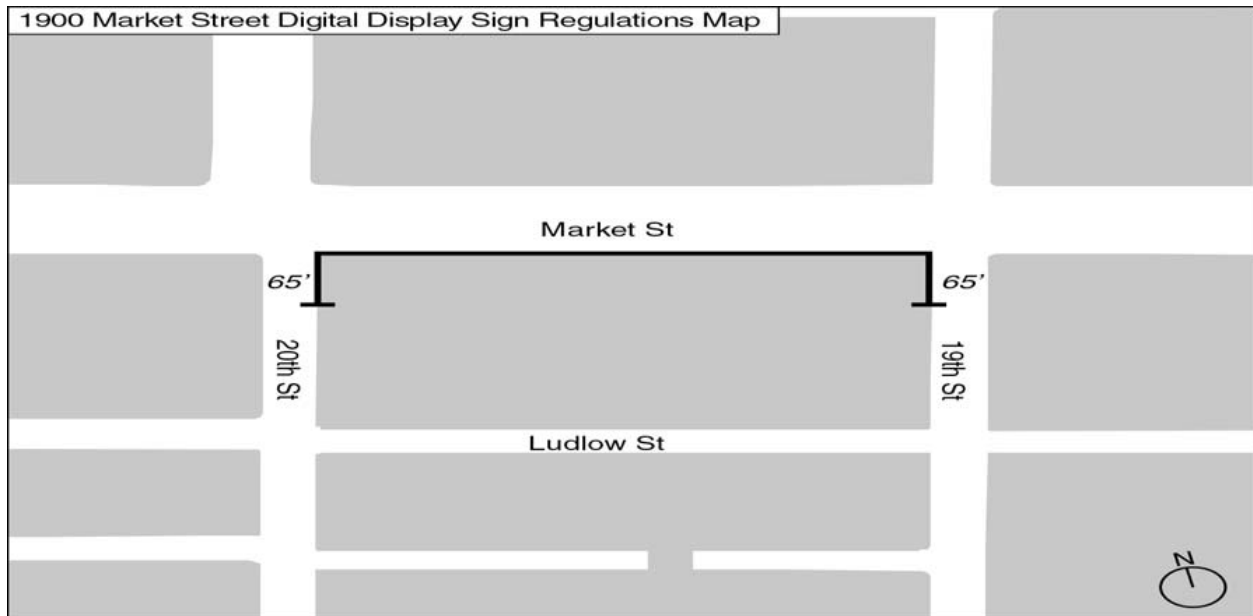 1900 Market Street Digital Display Sign Regulations Map
Market St
65’
65’
20th St
19th St
Ludlow St
N